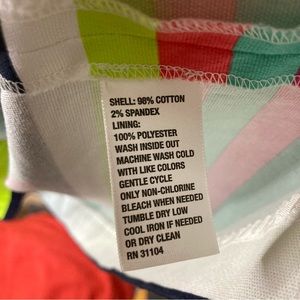 SHELL: 98% COTTON
2% SPANDEX
LINING:
100% POLYESTER
WASH INSIDE OUT
MACHINE WASH COLD
WITH LIKE COLORS
GENTLE CYCLE
ONLY NON-CHLORINE
BLEACH WHEN NEEDED
TUMBLE DRY LOW
COOL IRON IF NEEDED
OR DRY CLEAN
RN 31104